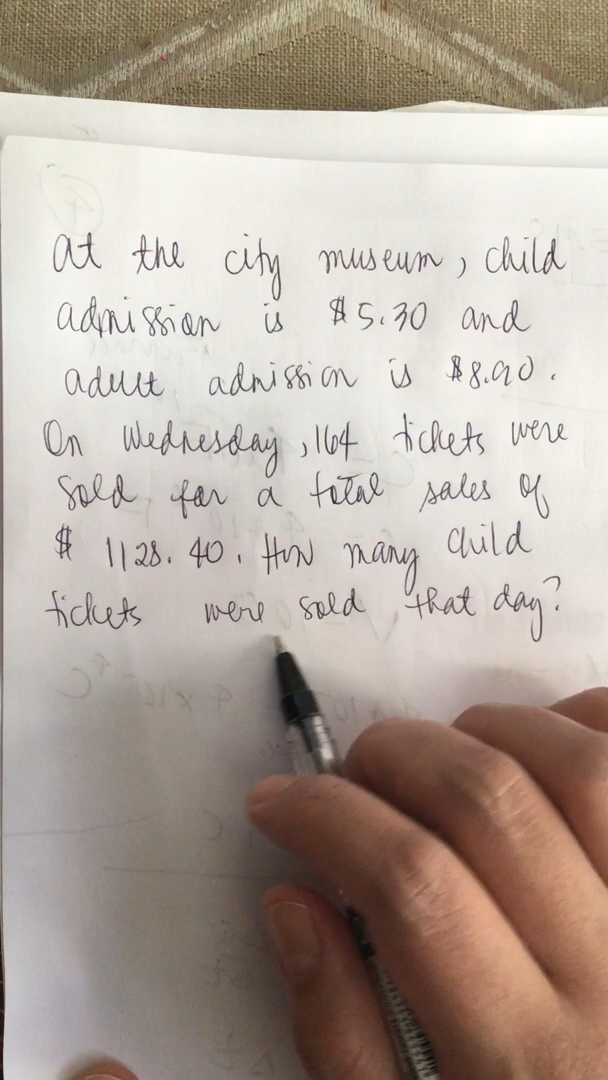 at the city museum, child
admission is $5.30 and
adult admission is $8.90.
On Wednesday, 164 tickets were
sold for a total sales of
$ 1128.40. How many child
tickets were sold that day?